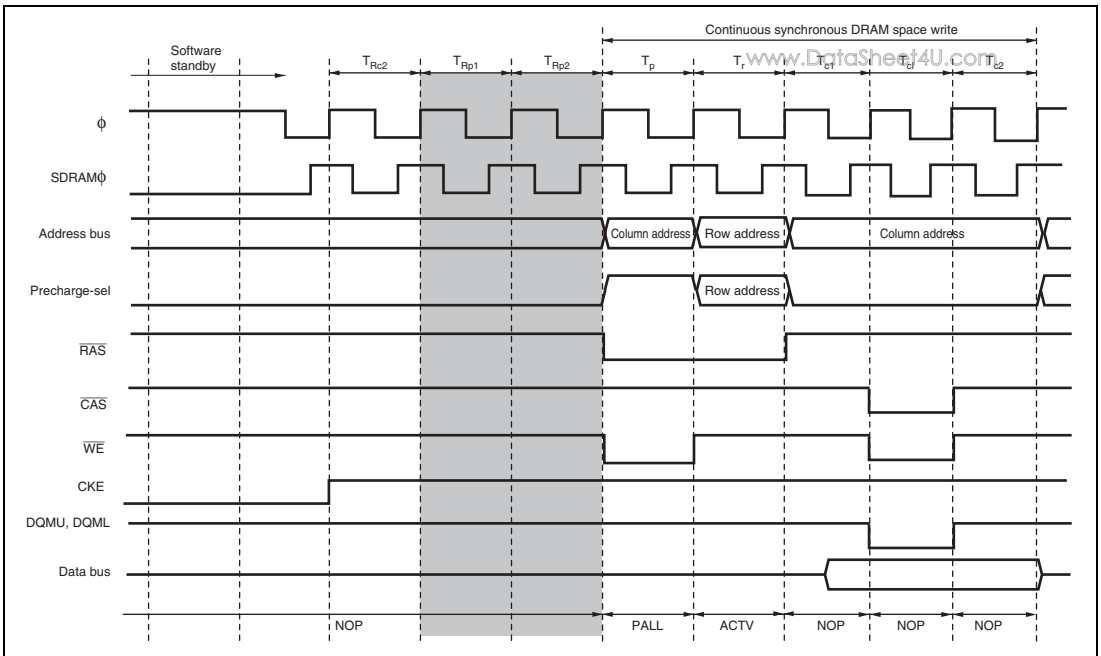 Continuous synchronous DRAM space write
Software
standby
www.DataSheet4U.com
TRc2 TRp1 TRp2 Tp Tr Tc1 Tcl Tc2
ϕ
SDRAMϕ
Address bus Column address Row address Column address
Precharge-sel Row address
RAS
CAS
WE
CKE
DQMU, DQML
Data bus
NOP PALL ACTV NOP NOP NOP